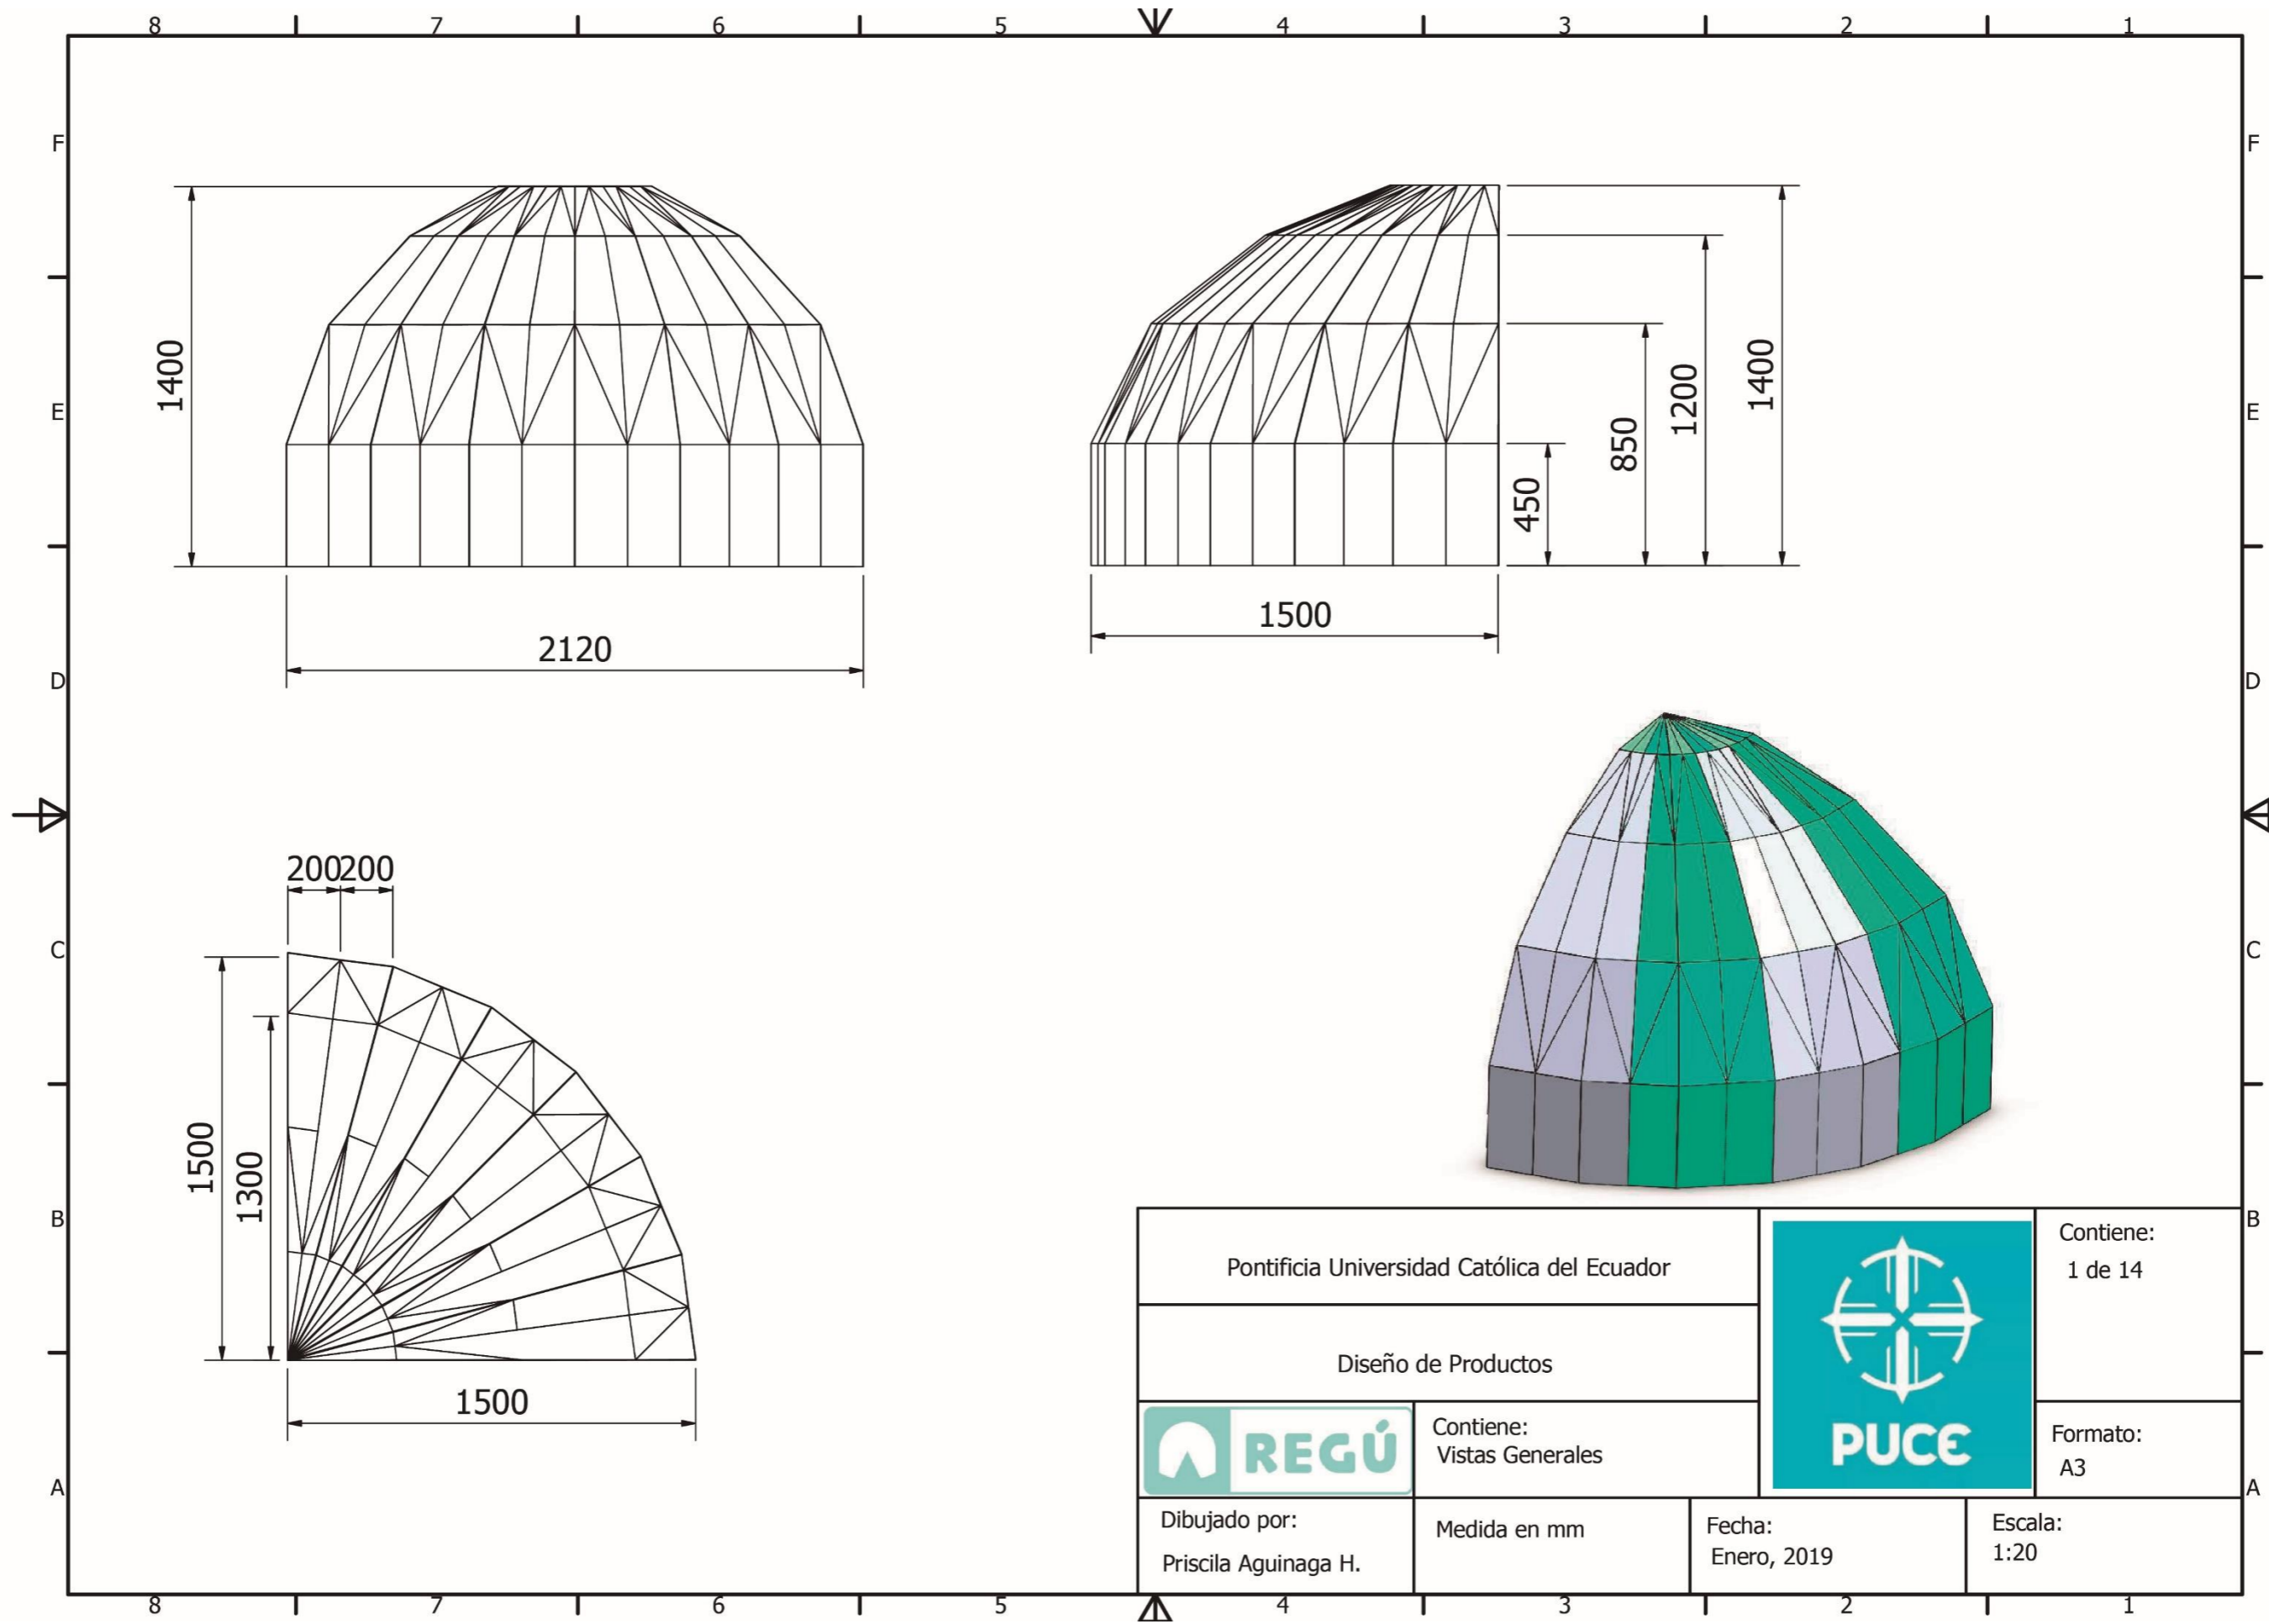 8 7 6 5 4 3 2 1
F F
E E
D D
C C
B B
A A
1400
2120
1500
450
850
1200
1400
200 200
1500
1300
1500
Pontificia Universidad Católica del Ecuador
Diseño de Productos
REGÚ
Contiene:
Vistas Generales
PUCE
Contiene:
1 de 14
Formato:
A3
Dibujado por:
Priscila Aguinaga H.
Medida en mm
Fecha:
Enero, 2019
Escala:
1:20
8 7 6 5 4 3 2 1